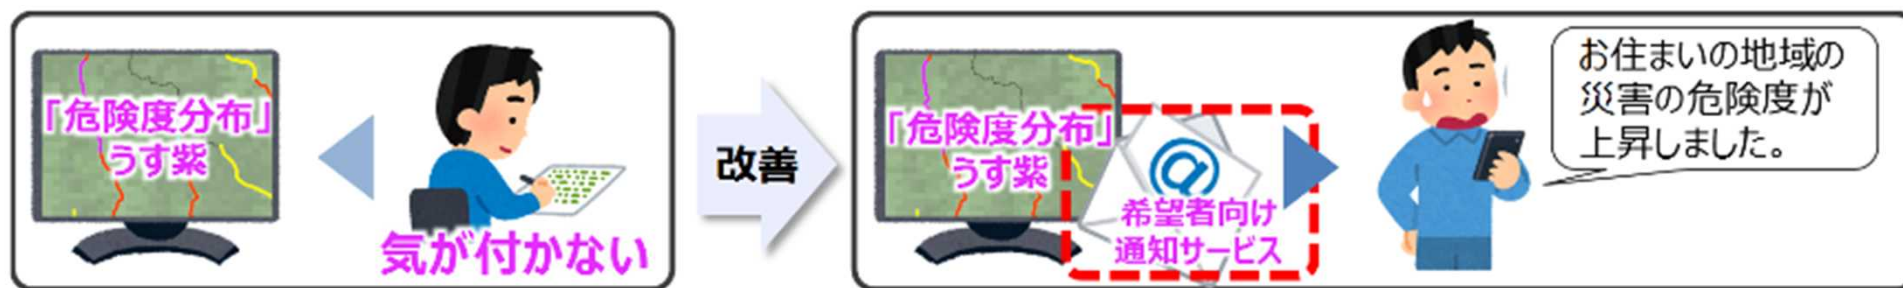 「危険度分布」
うす紫
気が付かない
改善
「危険度分布」
うす紫
@
希望者向け
通知サービス
お住まいの地域の
災害の危険度が
上昇しました。